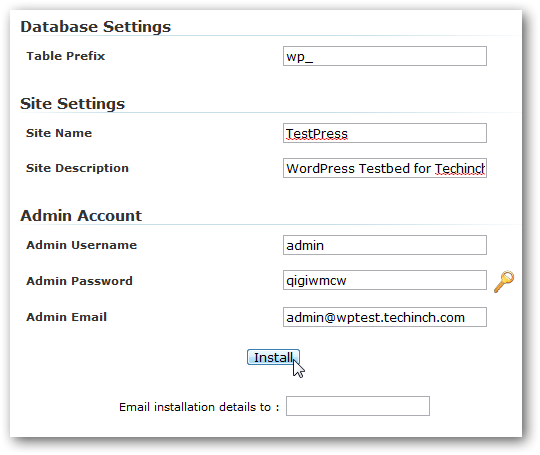 Database Settings
Table Prefix wp_
Site Settings
Site Name TestPress
Site Description WordPress Testbed for Techinch
Admin Account
Admin Username admin
Admin Password qigiwmcw
Admin Email admin@wptest.techinch.com
Install
Email installation details to :